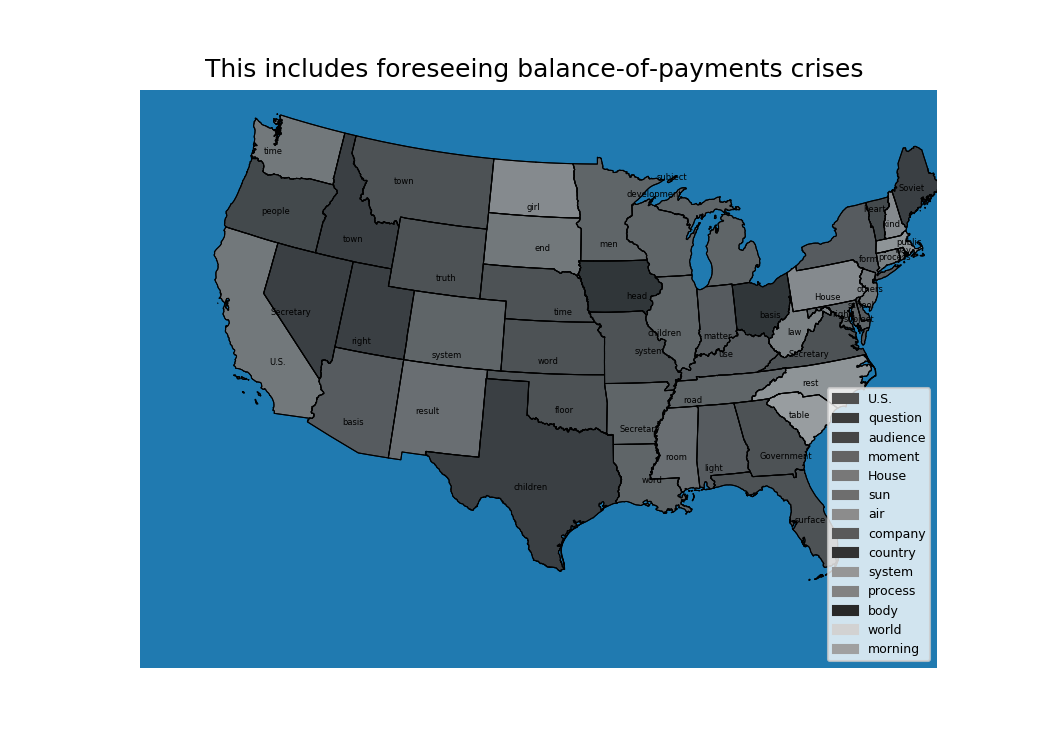 This includes foreseeing balance-of-payments crises
time
town
people
town
girl
end
truth
men
subject
development
Soviet
heart
kind
public
process
form
others
House
school
night
Secretary
U.S.
right
system
time
word
head
children
system
matter
use
basis
law
Secretary
rest
table
road
Secretary
floor
result
basis
children
room
word
light
Government
surface
U.S.
question
audience
moment
House
sun
air
company
country
system
process
body
world
morning